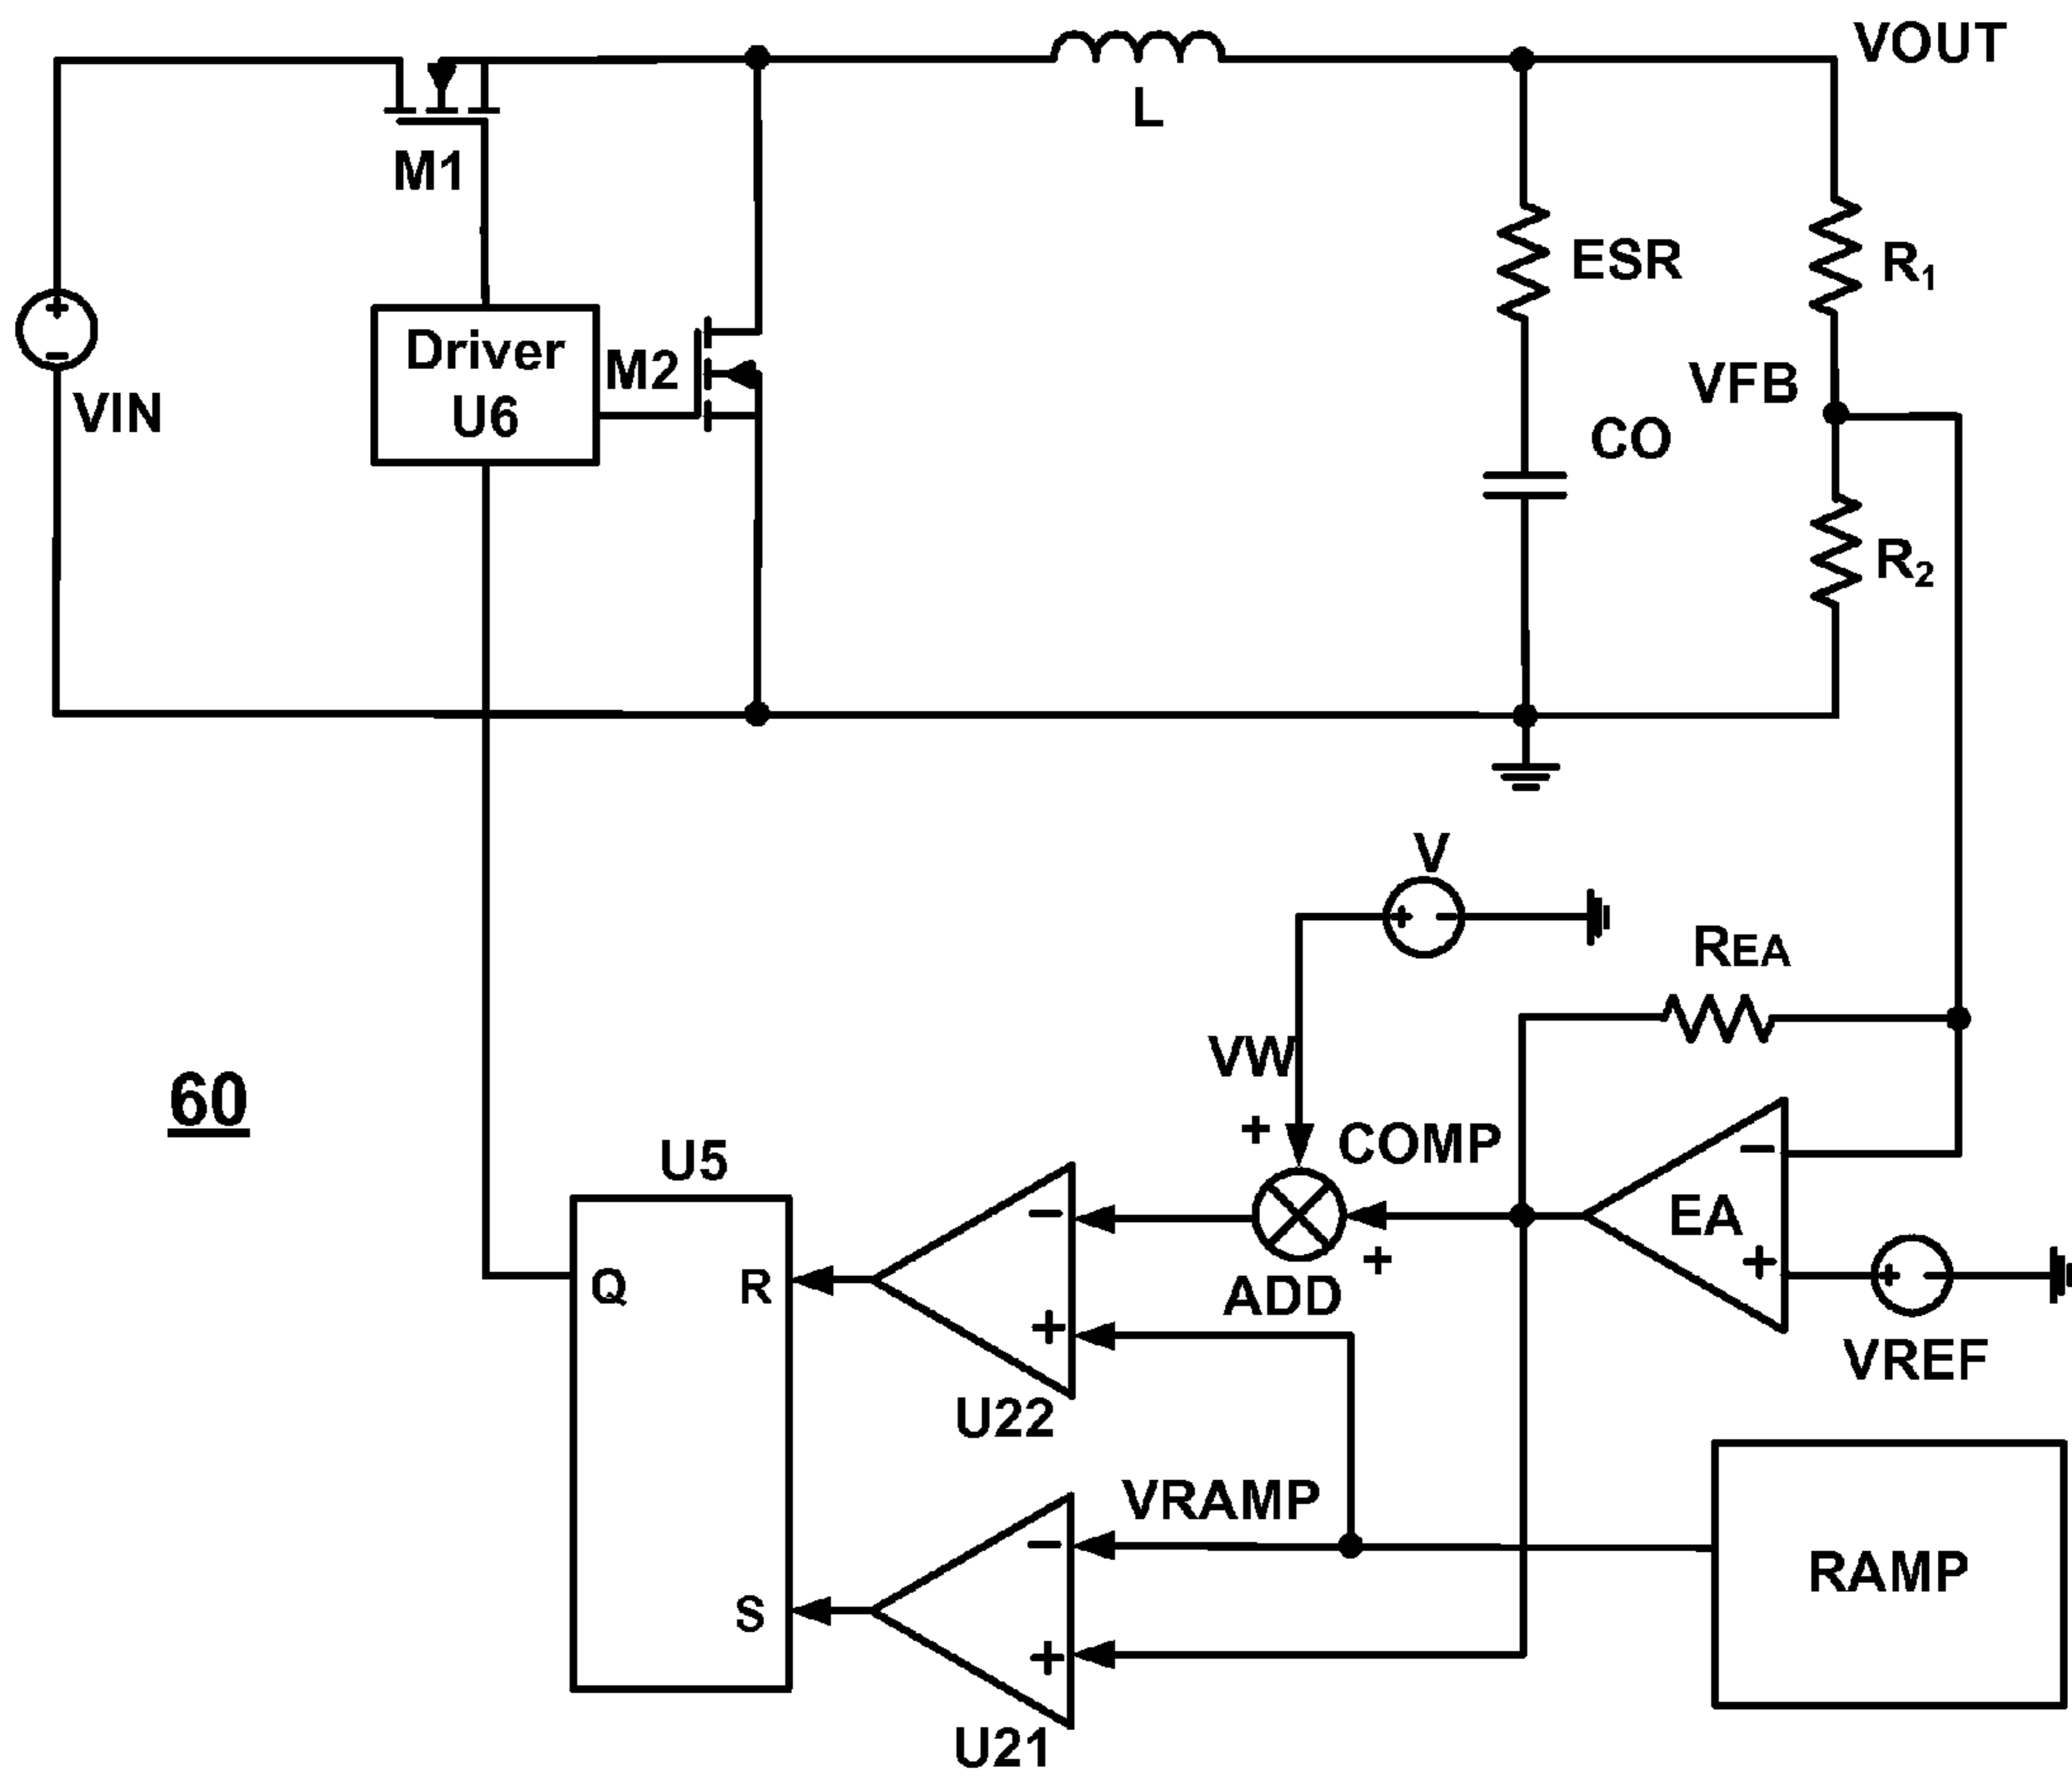 VOUT
L
M1
ESR
R1
Driver
U6
M2
VFB
VIN
CO
R2
V
REA
VW
60
+
COMP
U5
−
−
EA
+
+
ADD
Q
R
+
VREF
U22
VRAMP
−
RAMP
S
+
U21